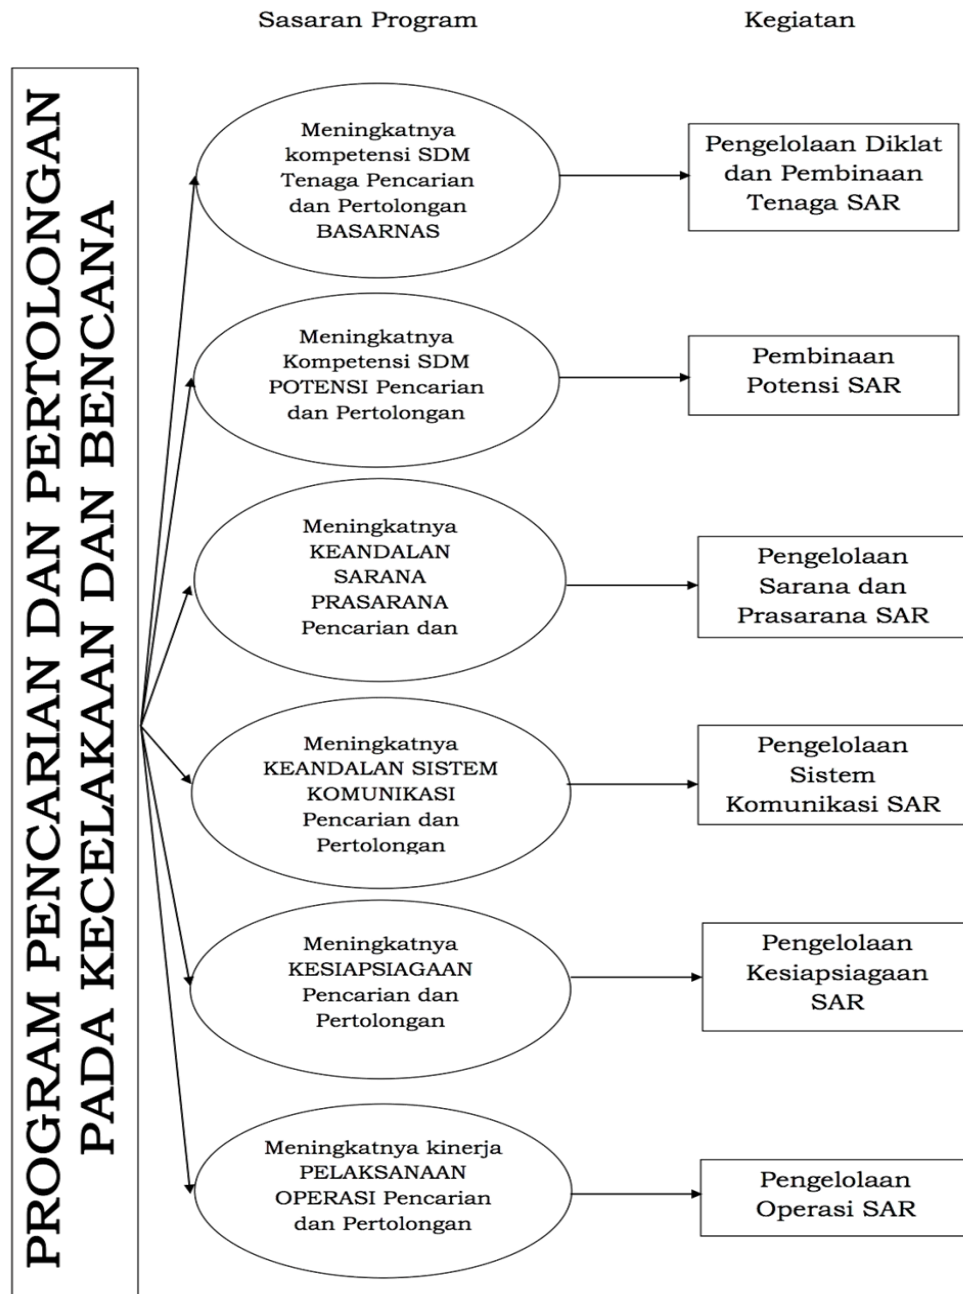 Sasaran Program
Kegiatan
PROGRAM PENCARIAN DAN PERTOLONGAN
PADA KECELAKAAN DAN BENCANA
Meningkatnya
kompetensi SDM
Tenaga Pencarian
dan Pertolongan
BASARNAS
Pengelolaan Diklat
dan Pembinaan
Tenaga SAR
Meningkatnya
Kompetensi SDM
POTENSI Pencarian
dan Pertolongan
Pembinaan
Potensi SAR
Meningkatnya
KEANDALAN
SARANA
PRASARANA
Pencarian dan
Pengelolaan
Sarana dan
Prasarana SAR
Meningkatnya
KEANDALAN SISTEM
KOMUNIKASI
Pencarian dan
Pertolongan
Pengelolaan
Sistem
Komunikasi SAR
Meningkatnya
KESIAPSIAGAAN
Pencarian dan
Pertolongan
Pengelolaan
Kesiapsiagaan
SAR
Meningkatnya kinerja
PELAKSANAAN
OPERASI Pencarian
dan Pertolongan
Pengelolaan
Operasi SAR